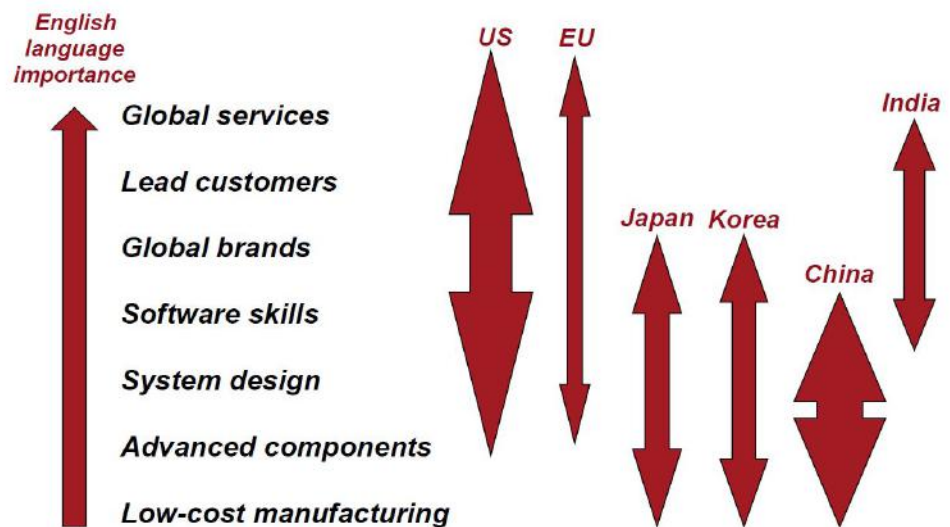 English
language
importance
US
EU
India
Global services
Lead customers
Japan
Korea
Global brands
China
Software skills
System design
Advanced components
Low-cost manufacturing